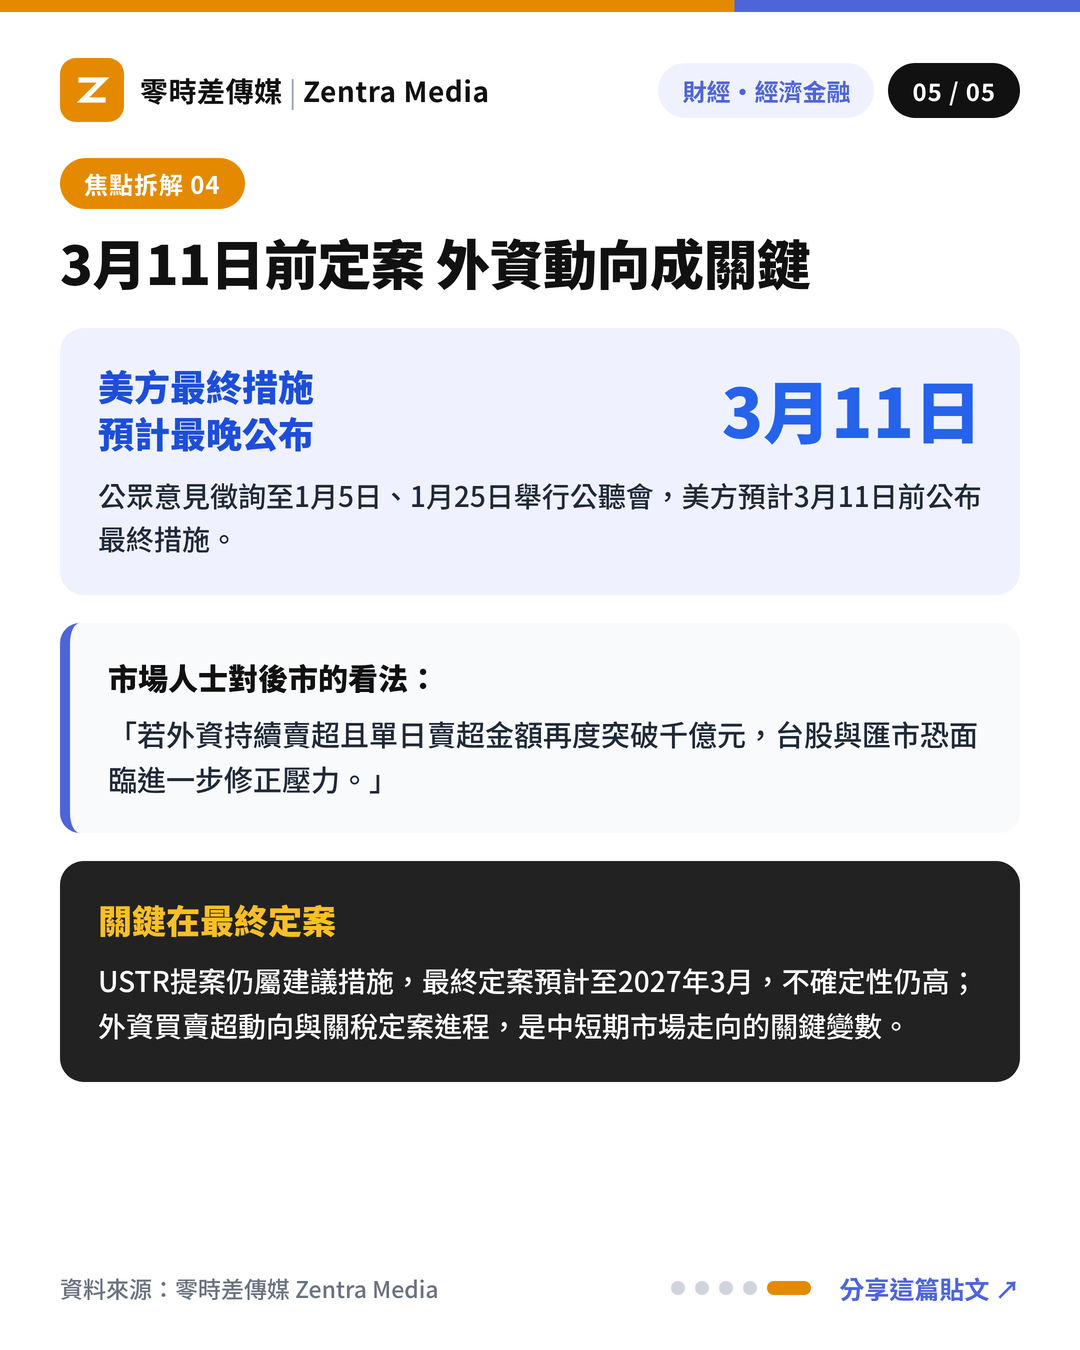 零時差傳媒 | Zentra Media
財經・經濟金融
05 / 05
焦點拆解 04
3月11日前定案 外資動向成關鍵
美方最終措施
預計最晚公布
3月11日
公眾意見徵詢至1月5日、1月25日舉行公聽會，美方預計3月11日前公布
最終措施。
市場人士對後市的看法：
「若外資持續賣超且單日賣超金額再度突破千億元，台股與匯市恐面
臨進一步修正壓力。」
關鍵在最終定案
USTR提案仍屬建議措施，最終定案預計至2027年3月，不確定性仍高；
外資買賣超動向與關稅定案進程，是中短期市場走向的關鍵變數。
資料來源：零時差傳媒 Zentra Media
分享這篇貼文 ↗